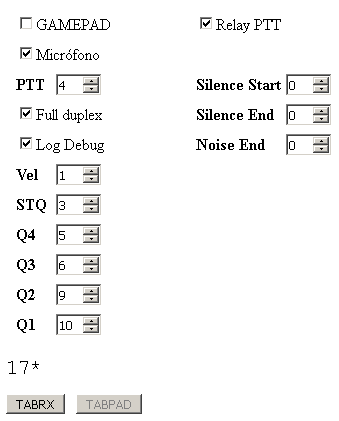 GAMEPAD Relay PTT
Micrófono
PTT 4 Silence Start 0
Full duplex Silence End 0
Log Debug Noise End 0
Vel 1
STQ 3
Q4 5
Q3 6
Q2 9
Q1 10
17*
TABRX TABPAD